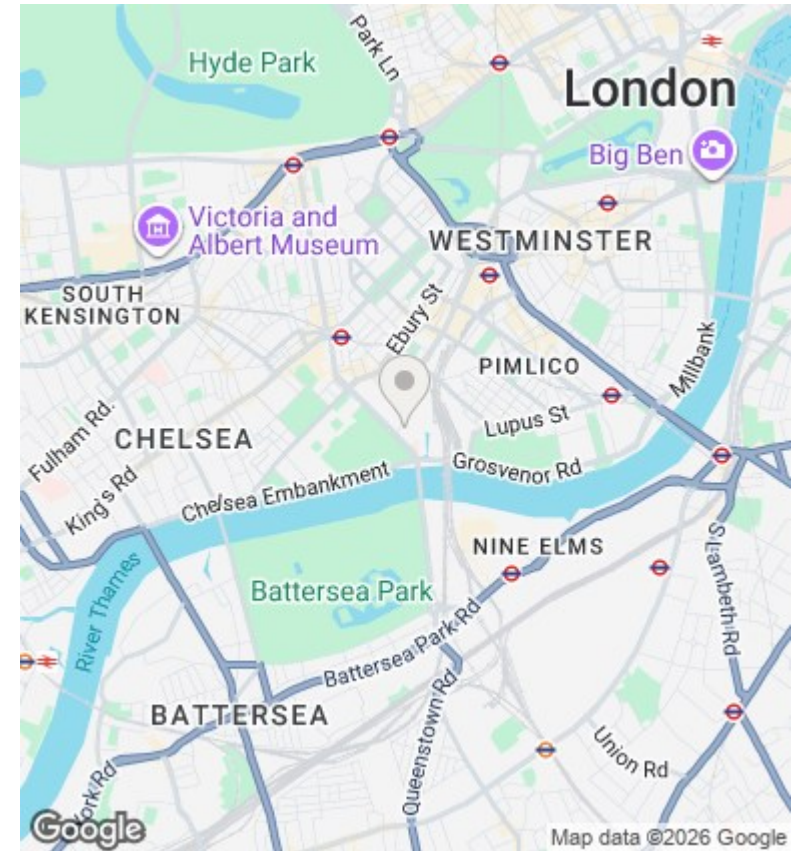 Hyde Park
Park Ln
London
Big Ben
Victoria and
Albert Museum
WESTMINSTER
SOUTH
KENSINGTON
Ebury St
Millbank
PIMLICO
Lupus St
Fulham Rd.
CHELSEA
King's Rd
Chelsea Embankment
Grosvenor Rd
S Lambeth Rd
NINE ELMS
River Thames
Battersea Park
Battersea Park Rd
BATTERSEA
Queenstown Rd
Union Rd
York Rd
Google
Map data ©2026 Google